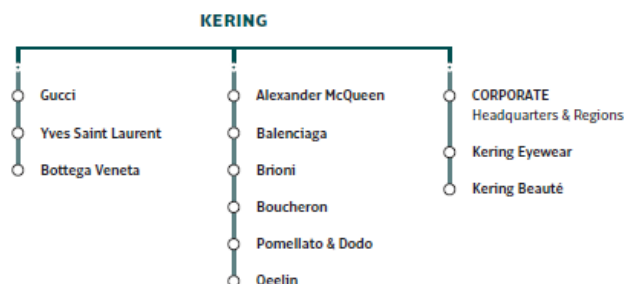 KERING
Gucci
Yves Saint Laurent
Bottega Veneta
Alexander McQueen
Balenciaga
Brioni
Boucheron
Pomellato & Dodo
Qeelin
CORPORATE
Headquarters & Regions
Kering Eyewear
Kering Beauté